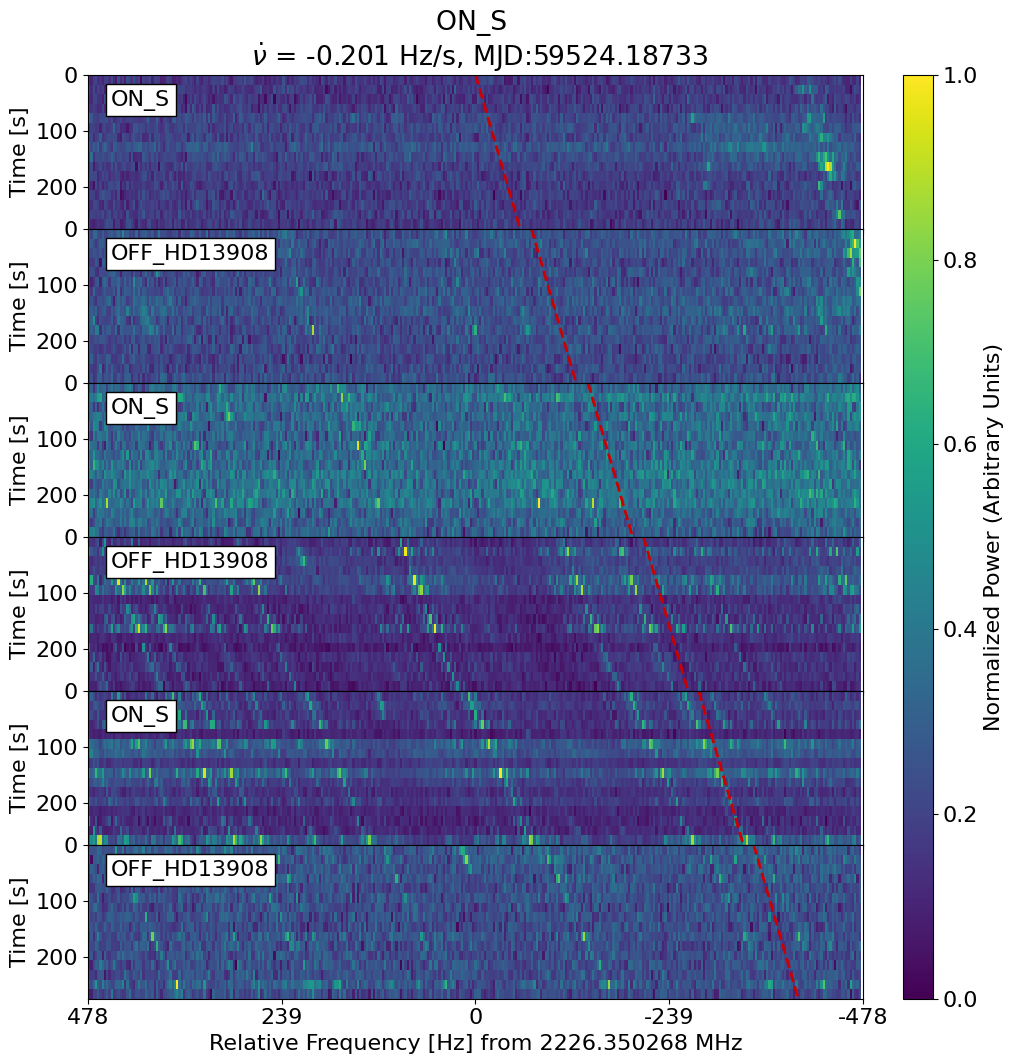 ON_S
ν̇ = -0.201 Hz/s, MJD:59524.18733
ON_S
OFF_HD13908
ON_S
OFF_HD13908
ON_S
OFF_HD13908
Time [s]
0
100
200
Time [s]
0
100
200
Time [s]
0
100
200
Time [s]
0
100
200
Time [s]
0
100
200
Time [s]
0
100
200
478 239 0 -239 -478
Relative Frequency [Hz] from 2226.350268 MHz
1.0
0.8
0.6
0.4
0.2
0.0
Normalized Power (Arbitrary Units)